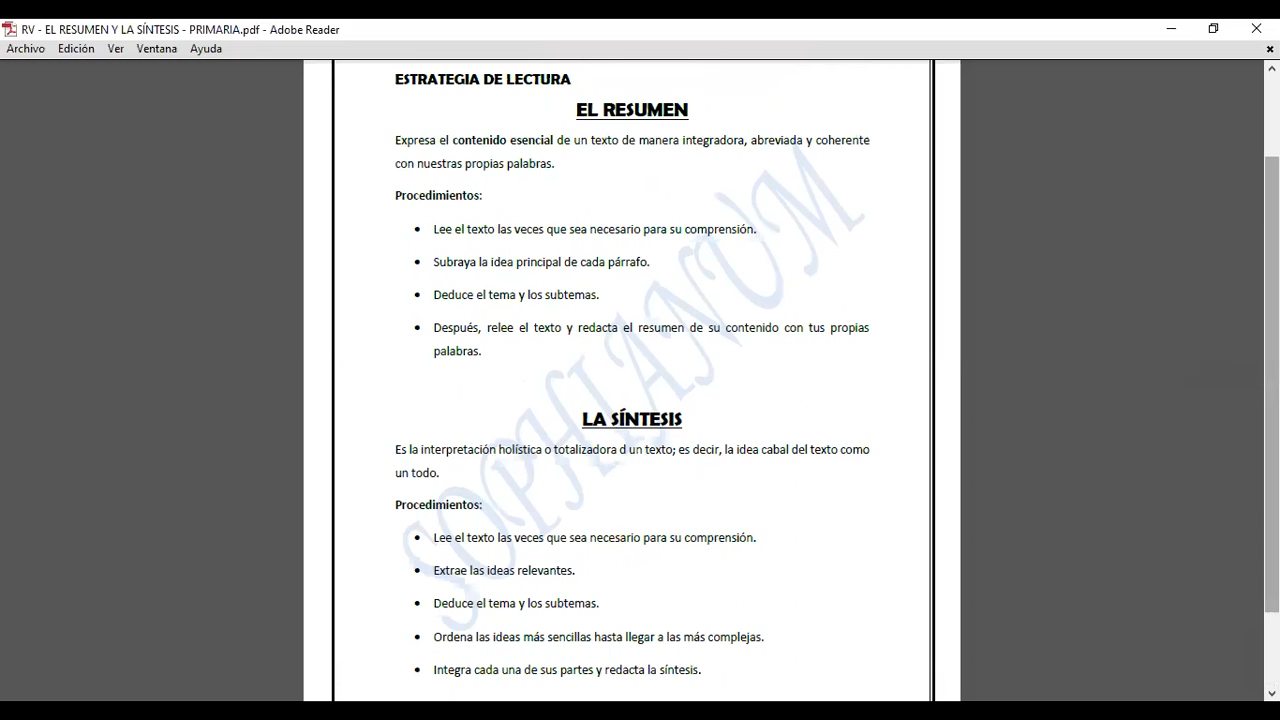 RV - EL RESUMEN Y LA SÍNTESIS - PRIMARIA.pdf - Adobe Reader
Archivo Edición Ver Ventana Ayuda
ESTRATEGIA DE LECTURA
EL RESUMEN
Expresa el contenido esencial de un texto de manera integradora, abreviada y coherente
con nuestras propias palabras.
Procedimientos:
• Lee el texto las veces que sea necesario para su comprensión.
• Subraya la idea principal de cada párrafo.
• Deduce el tema y los subtemas.
• Después, relee el texto y redacta el resumen de su contenido con tus propias
palabras.
LA SÍNTESIS
Es la interpretación holística o totalizadora d un texto; es decir, la idea cabal del texto como
un todo.
Procedimientos:
• Lee el texto las veces que sea necesario para su comprensión.
• Extrae las ideas relevantes.
• Deduce el tema y los subtemas.
• Ordena las ideas más sencillas hasta llegar a las más complejas.
• Integra cada una de sus partes y redacta la síntesis.
SOPHIANUM